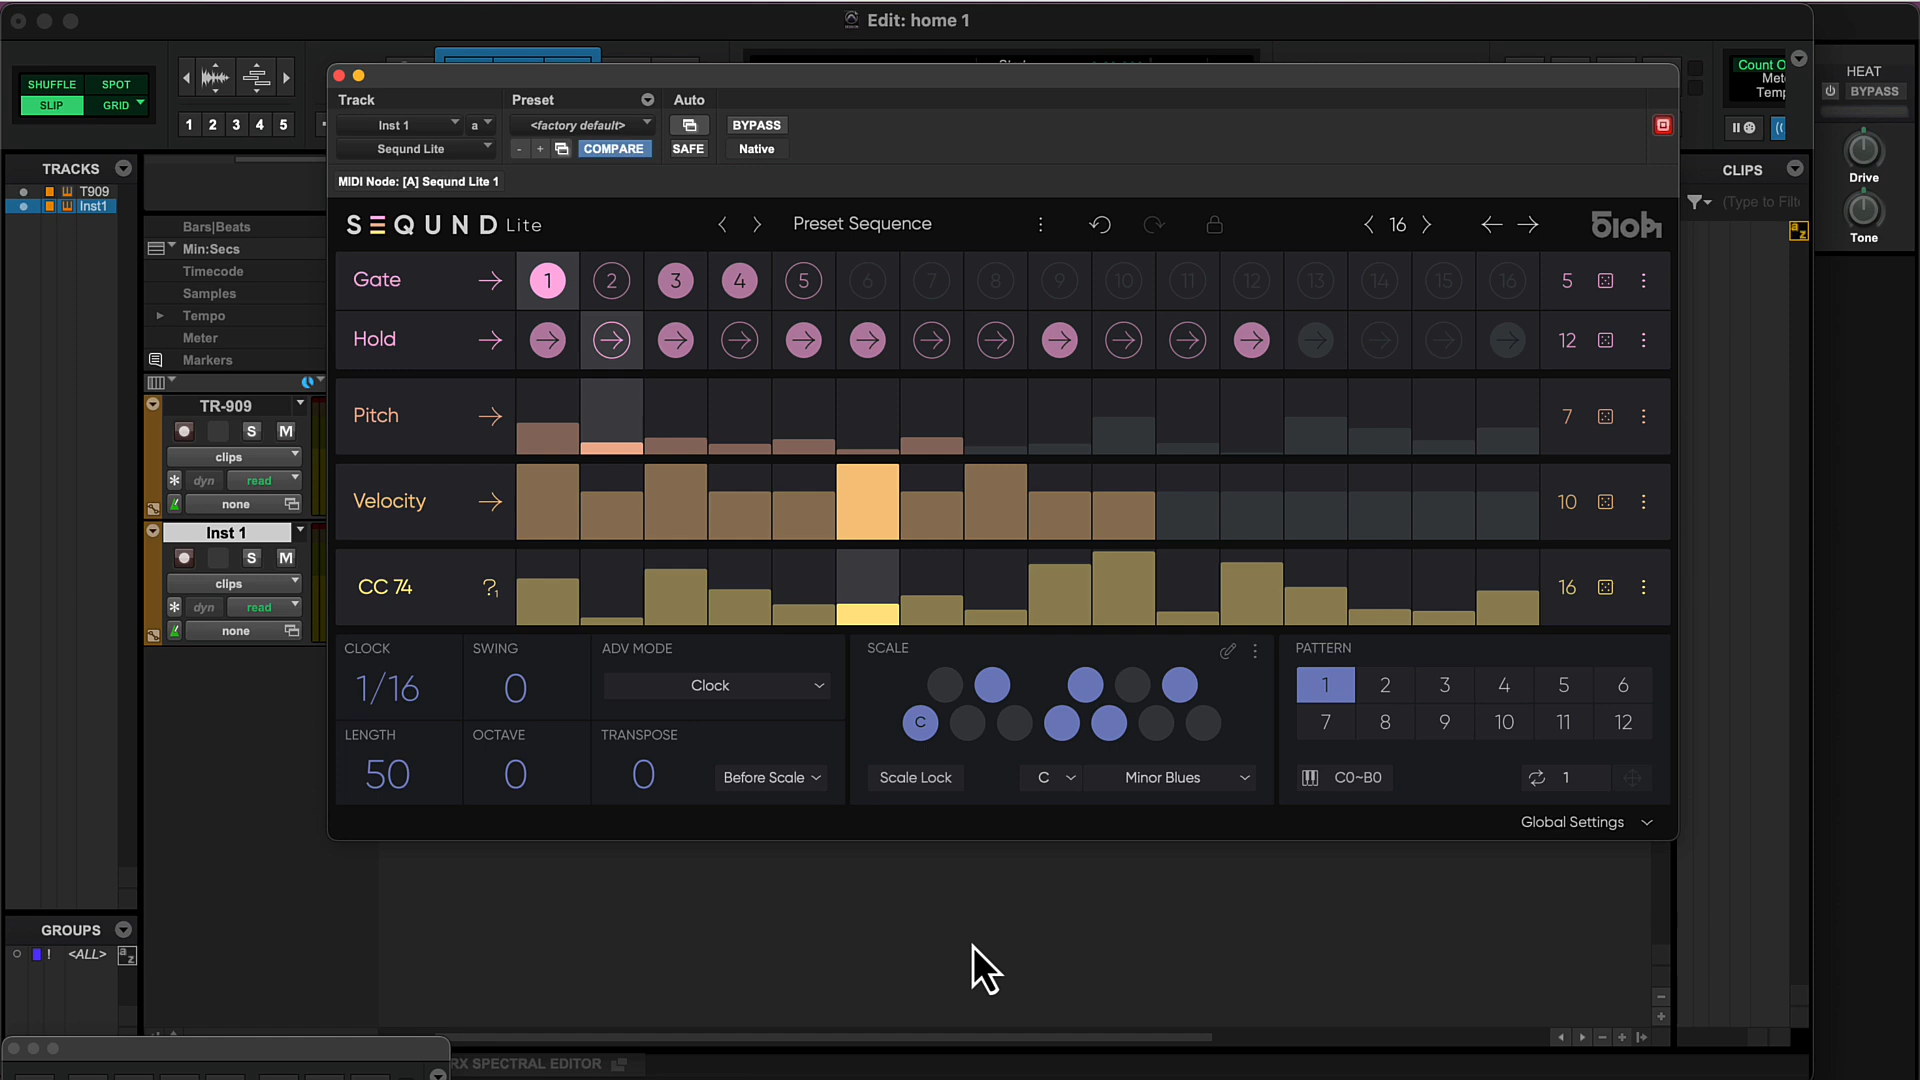 Edit: home 1
SHUFFLE SPOT
SLIP GRID
1 2 3 4 5
Count O
Met
Temp
HEAT
BYPASS
Drive
Tone
Track Preset Auto
Inst 1 a <factory default> BYPASS
Seqund Lite - + COMPARE SAFE Native
MIDI Node: [A] Seqund Lite 1
TRACKS
T909
Inst1
CLIPS
(Type to Filt
a z
Bars|Beats
Min:Secs
Timecode
Samples
Tempo
Meter
Markers
SEQUND Lite Preset Sequence 16
Gate 1 2 3 4 5 6 7 8 9 10 11 12 13 14 15 16 5
Hold 12
Pitch 7
Velocity 10
CC 74 ?1 16
TR-909
S M
clips
dyn read
none
Inst 1
S M
clips
dyn read
none
CLOCK SWING ADV MODE SCALE PATTERN
1/16 0 Clock 1 2 3 4 5 6
C 7 8 9 10 11 12
LENGTH OCTAVE TRANSPOSE
50 0 0 Before Scale Scale Lock C Minor Blues C0~B0 1
Global Settings
GROUPS
! <ALL> a z
RX SPECTRAL EDITOR